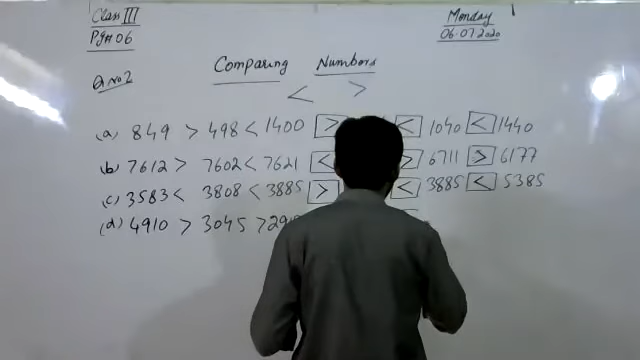 Class III
Pg# 06
Monday
06.07.2020
Comparing Numbers
Q No 2
< >
(a) 849 > 498 < 1400 > < 1040 < 1440
(b) 7612 > 7602 < 7621 < > 6711 > 6177
(c) 3583 < 3808 < 3885 > < 3885 < 5385
(d) 4910 > 3045 >